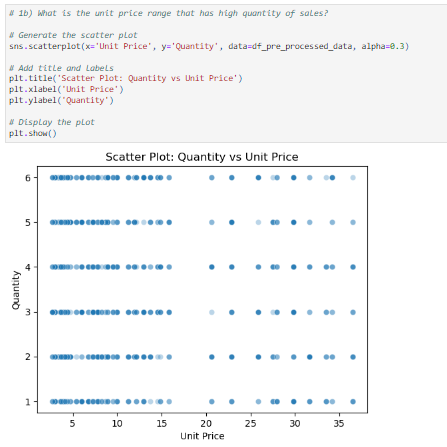 # 1b) What is the unit price range that has high quantity of sales?
# Generate the scatter plot
sns.scatterplot(x='Unit Price', y='Quantity', data=df_pre_processed_data, alpha=0.3)
# Add title and labels
plt.title('Scatter Plot: Quantity vs Unit Price')
plt.xlabel('Unit Price')
plt.ylabel('Quantity')
# Display the plot
plt.show()
Scatter Plot: Quantity vs Unit Price
6
5
4
3
2
1
Quantity
5 10 15 20 25 30 35
Unit Price